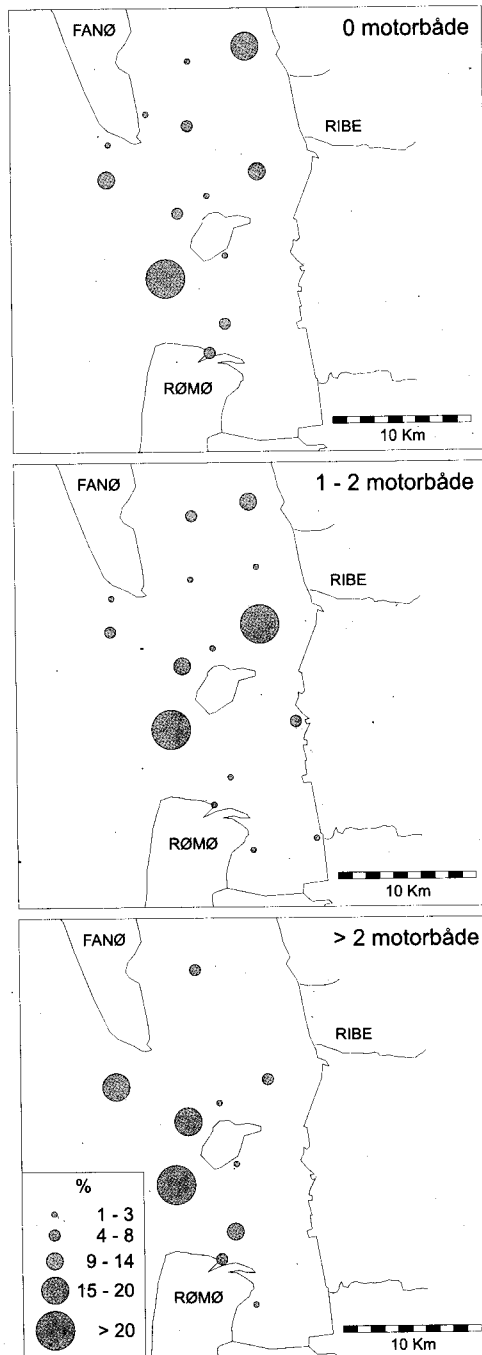 0 motorbåde
FANØ
RIBE
RØMØ
10 Km
1 - 2 motorbåde
FANØ
RIBE
RØMØ
10 Km
> 2 motorbåde
FANØ
RIBE
RØMØ
10 Km
%
1 - 3
4 - 8
9 - 14
15 - 20
> 20